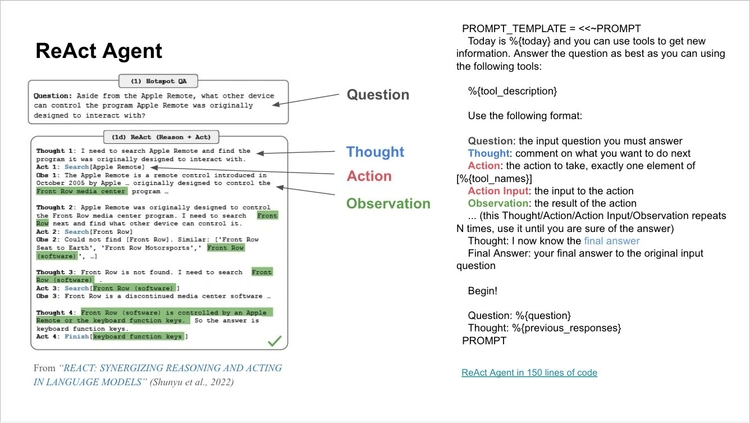 ReAct Agent
(1) Hotspot QA
Question: Aside from the Apple Remote, what other device
can control the program Apple Remote was originally
designed to interact with?
(1d) ReAct (Reason + Act)
Thought 1: I need to search Apple Remote and find the
program it was originally designed to interact with.
Act 1: Search[Apple Remote]
Obs 1: The Apple Remote is a remote control introduced in
October 2005 by Apple … originally designed to control the
Front Row media center program …
Thought 2: Apple Remote was originally designed to control
the Front Row media center program. I need to search Front
Row next and find what other device can control it.
Act 2: Search[Front Row]
Obs 2: Could not find [Front Row]. Similar: ['Front Row
Seat to Earth', 'Front Row Motorsports', 'Front Row
(software)', …]
Thought 3: Front Row is not found. I need to search Front
Row (software) .
Act 3: Search[Front Row (software)]
Obs 3: Front Row is a discontinued media center software …
Thought 4: Front Row (software) is controlled by an Apple
Remote or the keyboard function keys. So the answer is
keyboard function keys.
Act 4: Finish[keyboard function keys]
From “REACT: SYNERGIZING REASONING AND ACTING
IN LANGUAGE MODELS” (Shunyu et al., 2022)
Question
Thought
Action
Observation
PROMPT_TEMPLATE = <<~PROMPT
Today is %{today} and you can use tools to get new
information. Answer the question as best as you can using
the following tools:
%{tool_description}
Use the following format:
Question: the input question you must answer
Thought: comment on what you want to do next
Action: the action to take, exactly one element of
[%{tool_names}]
Action Input: the input to the action
Observation: the result of the action
... (this Thought/Action/Action Input/Observation repeats
N times, use it until you are sure of the answer)
Thought: I now know the final answer
Final Answer: your final answer to the original input
question
Begin!
Question: %{question}
Thought: %{previous_responses}
PROMPT
ReAct Agent in 150 lines of code